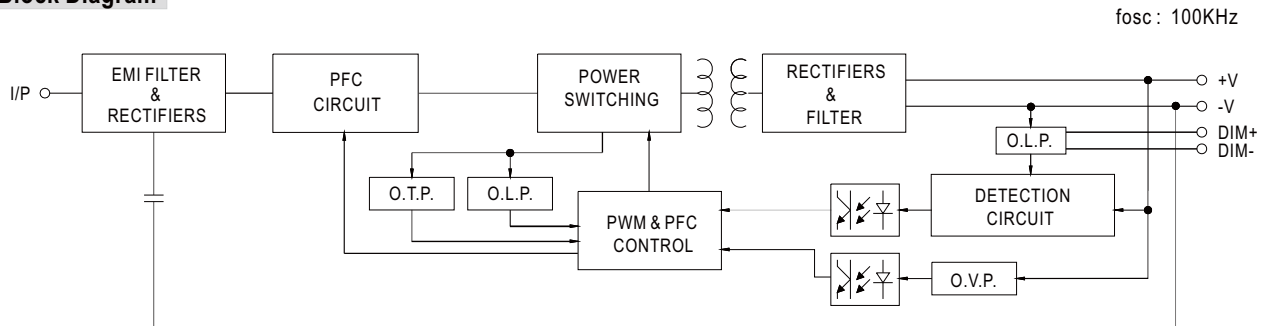 Block Diagram
fosc : 100KHz
I/P
EMI FILTER
&
RECTIFIERS
PFC
CIRCUIT
POWER
SWITCHING
RECTIFIERS
&
FILTER
+V
-V
DIM+
DIM-
O.L.P.
O.T.P.
O.L.P.
PWM & PFC
CONTROL
DETECTION
CIRCUIT
O.V.P.